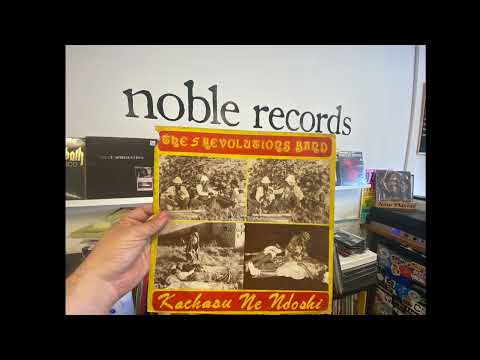 noble records
THE 5 REVOLUTIONS BAND
Kachasu Ne Ndoshi